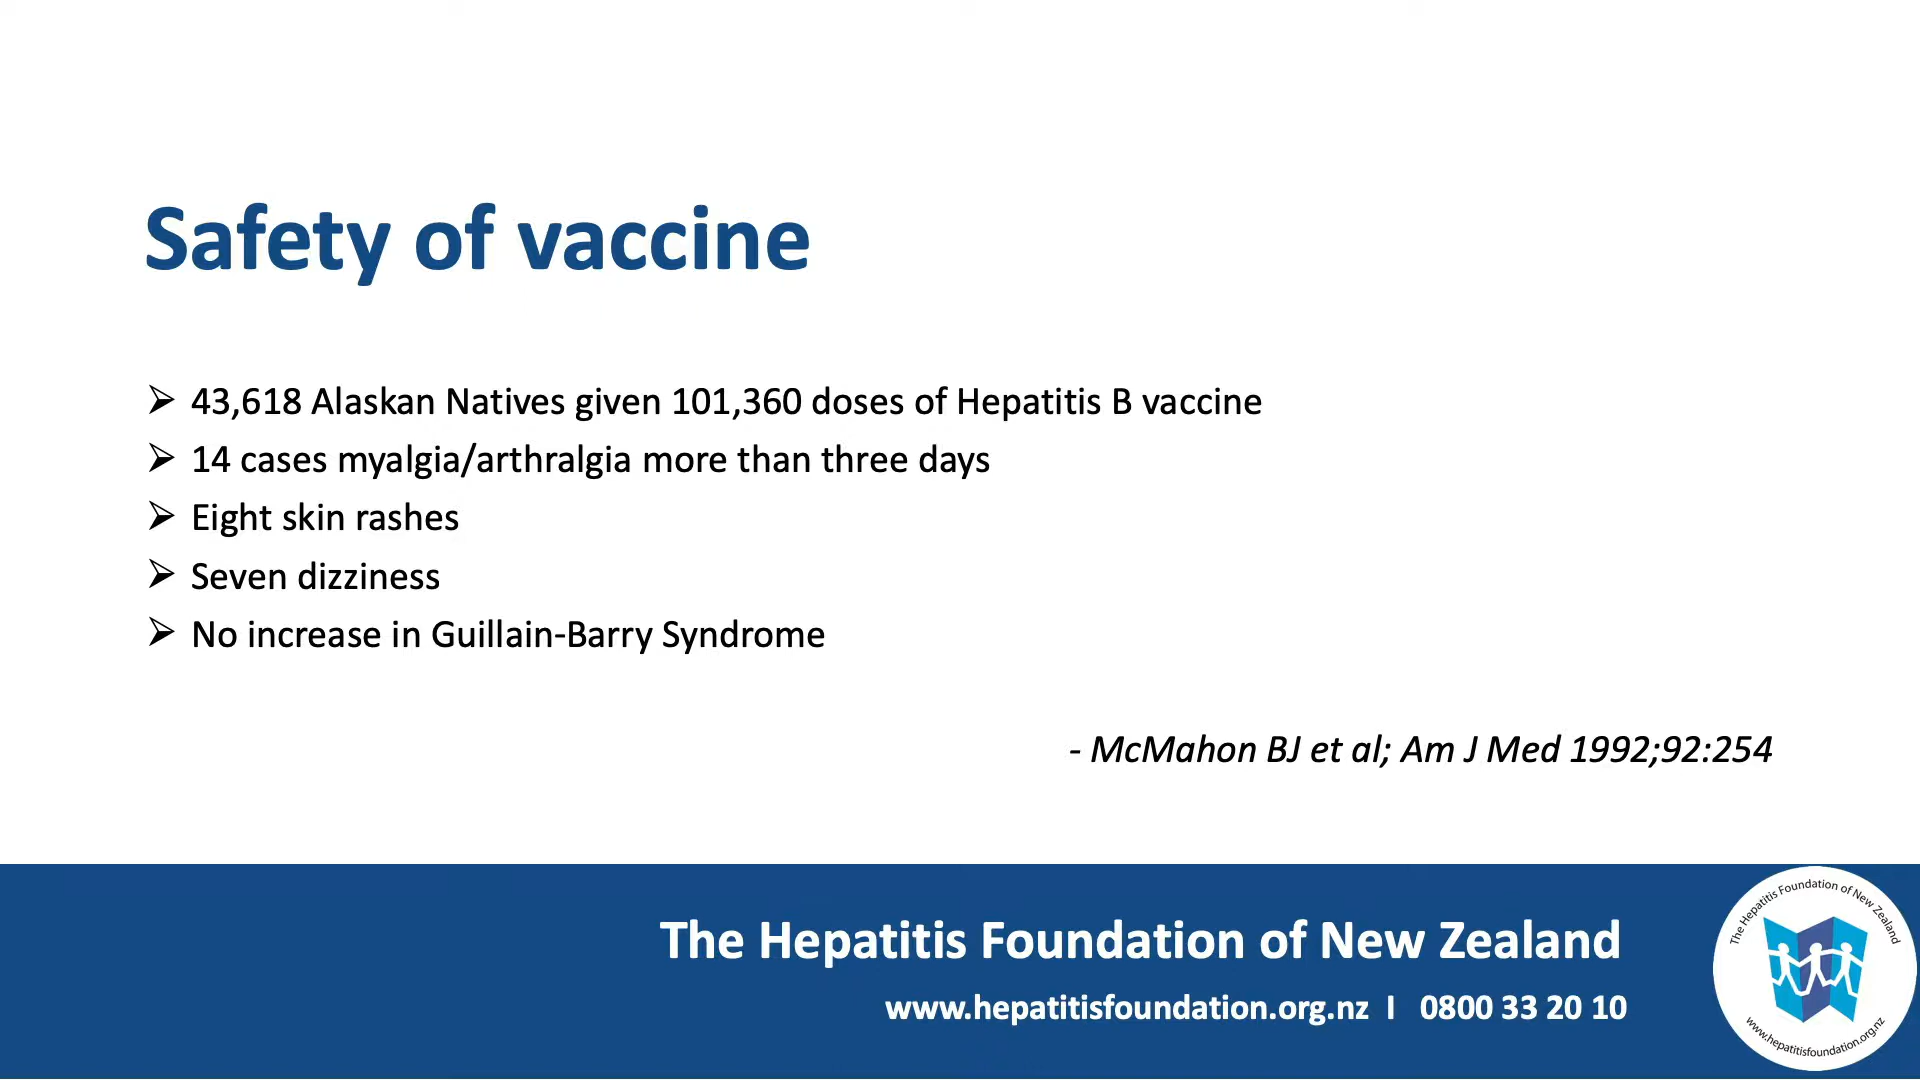 Safety of vaccine
➢ 43,618 Alaskan Natives given 101,360 doses of Hepatitis B vaccine
➢ 14 cases myalgia/arthralgia more than three days
➢ Eight skin rashes
➢ Seven dizziness
➢ No increase in Guillain-Barry Syndrome
- McMahon BJ et al; Am J Med 1992;92:254
The Hepatitis Foundation of New Zealand
www.hepatitisfoundation.org.nz I 0800 33 20 10
The Hepatitis Foundation of New Zealand
www.hepatitisfoundation.org.nz